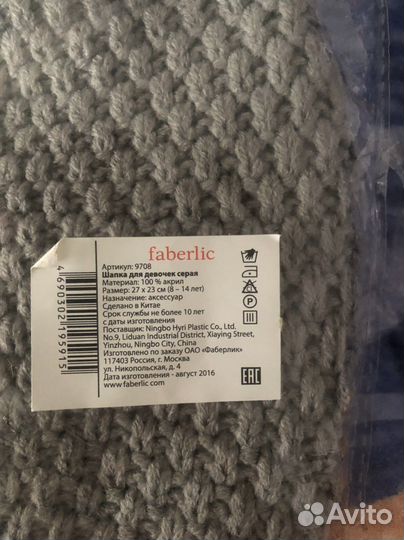 faberlic
Артикул: 9708
Шапка для девочек серая
Материал: 100 % акрил
Размер: 27 х 23 см (8 – 14 лет)
Назначение: аксессуар
Сделано в Китае
Срок службы не более 10 лет
с даты изготовления
Поставщик: Ningbo Hyri Plastic Co., Ltd.
No.9, Liduan Industrial District, Xiaying Street,
Yinzhou, Ningbo City, China
Изготовлено по заказу ОАО «Фаберлик»
117403 Россия, г. Москва
ул. Никопольская, д. 4
Дата изготовления - август 2016
www.faberlic.com
4690302195915
P
EAC
Avito